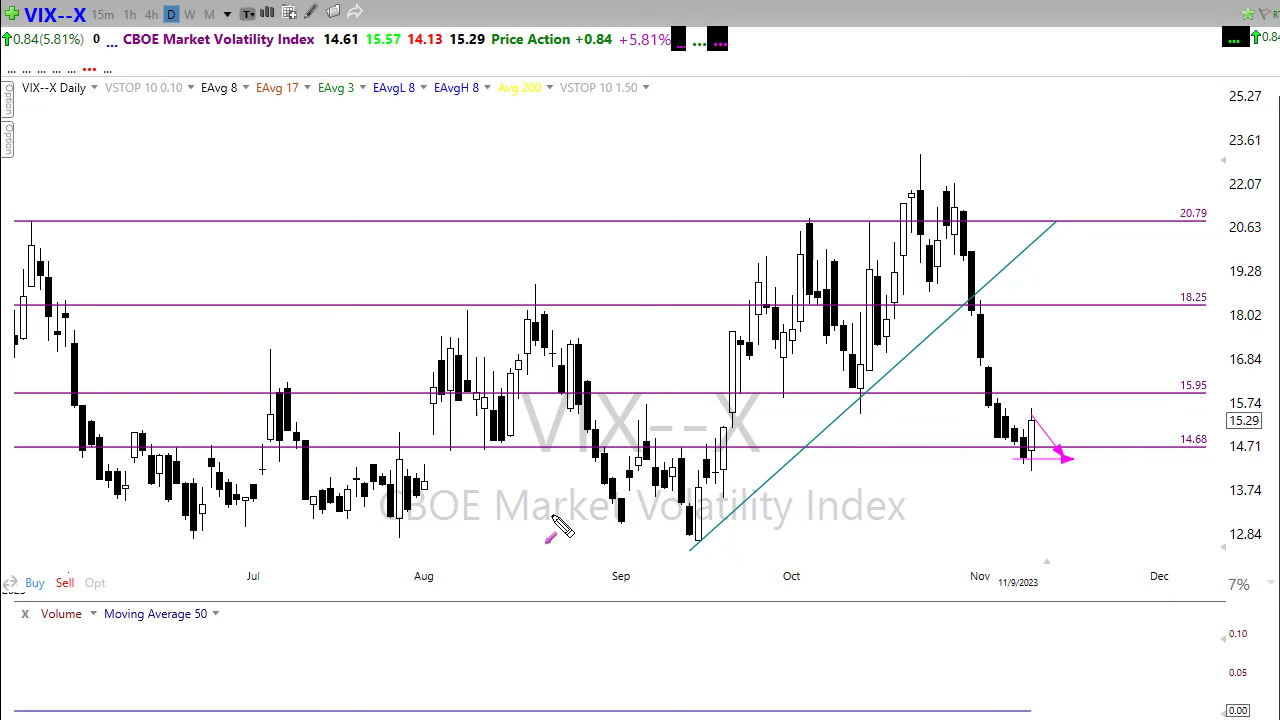 VIX--X 15m 1h 4h D W M
0.84(5.81%) 0 ... CBOE Market Volatility Index 14.61 15.57 14.13 15.29 Price Action +0.84 +5.81% ... ... ... ... 0.84
... ... ... ... ... ... ...
VIX--X Daily VSTOP 10 0.10 EAvg 8 EAvg 17 EAvg 3 EAvgL 8 EAvgH 8 Avg 200 VSTOP 10 1.50
Option
Option
25.27
23.61
22.07
20.79
20.63
19.28
18.25
18.02
16.84
15.95
15.74
15.29
14.68
14.71
13.74
12.84
VIX--X
CBOE Market Volatility Index
Jul Aug Sep Oct Nov Dec
11/9/2023
Buy Sell Opt 7%
X Volume Moving Average 50
0.10
0.05
0.00